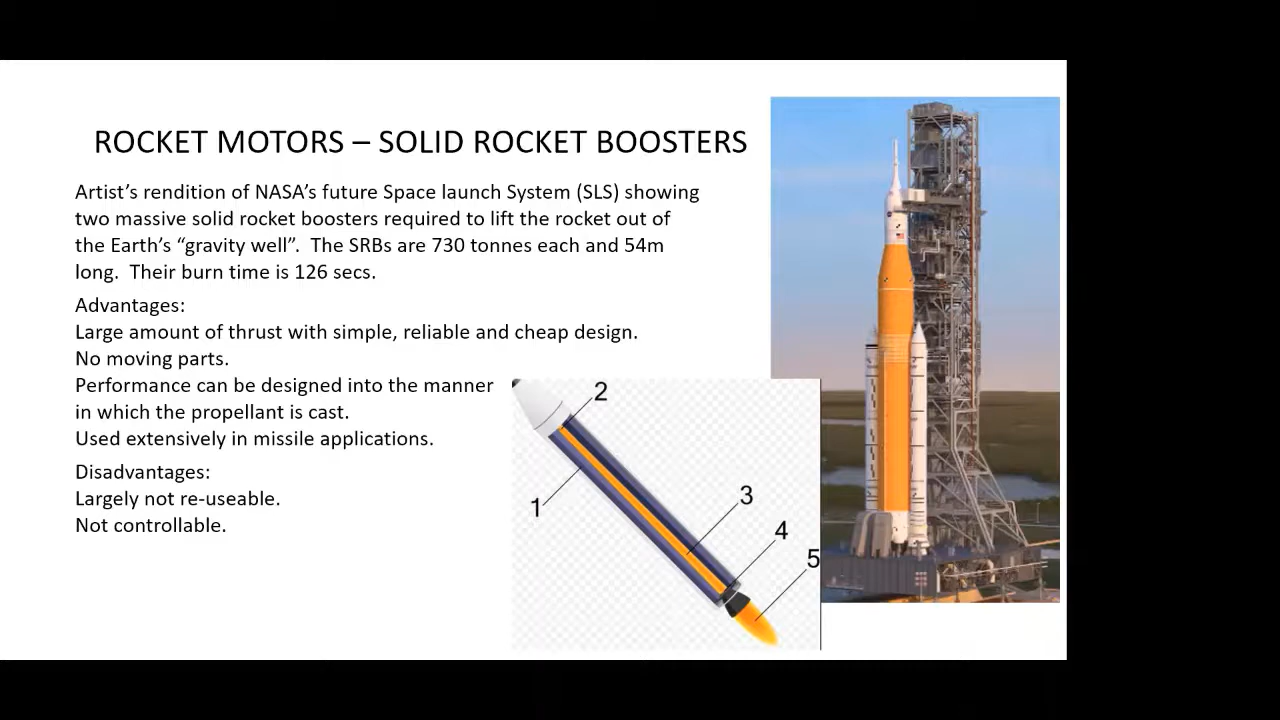 ROCKET MOTORS – SOLID ROCKET BOOSTERS
Artist's rendition of NASA's future Space launch System (SLS) showing
two massive solid rocket boosters required to lift the rocket out of
the Earth's “gravity well”.  The SRBs are 730 tonnes each and 54m
long.  Their burn time is 126 secs.
Advantages:
Large amount of thrust with simple, reliable and cheap design.
No moving parts.
Performance can be designed into the manner
in which the propellant is cast.
Used extensively in missile applications.
Disadvantages:
Largely not re-useable.
Not controllable.
2
1
3
4
5